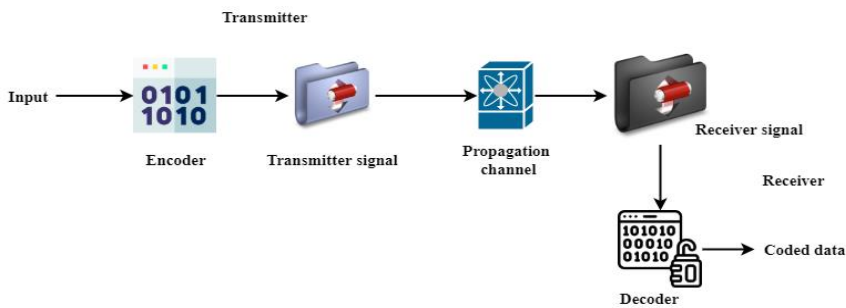 Transmitter
Input
0101
1010
Encoder
Transmitter signal
Propagation
channel
Receiver signal
Receiver
101010
00010
01010
Coded data
Decoder